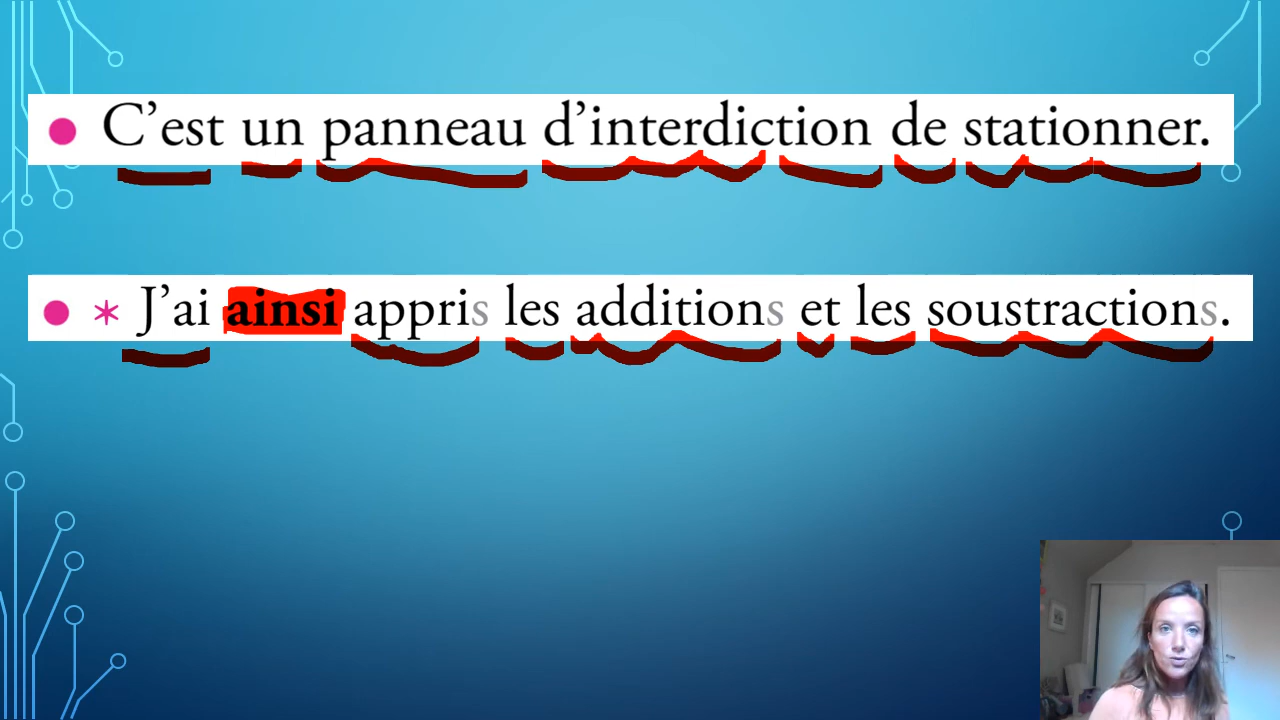 • C’est un panneau d’interdiction de stationner.
• * J’ai ainsi appris les additions et les soustractions.